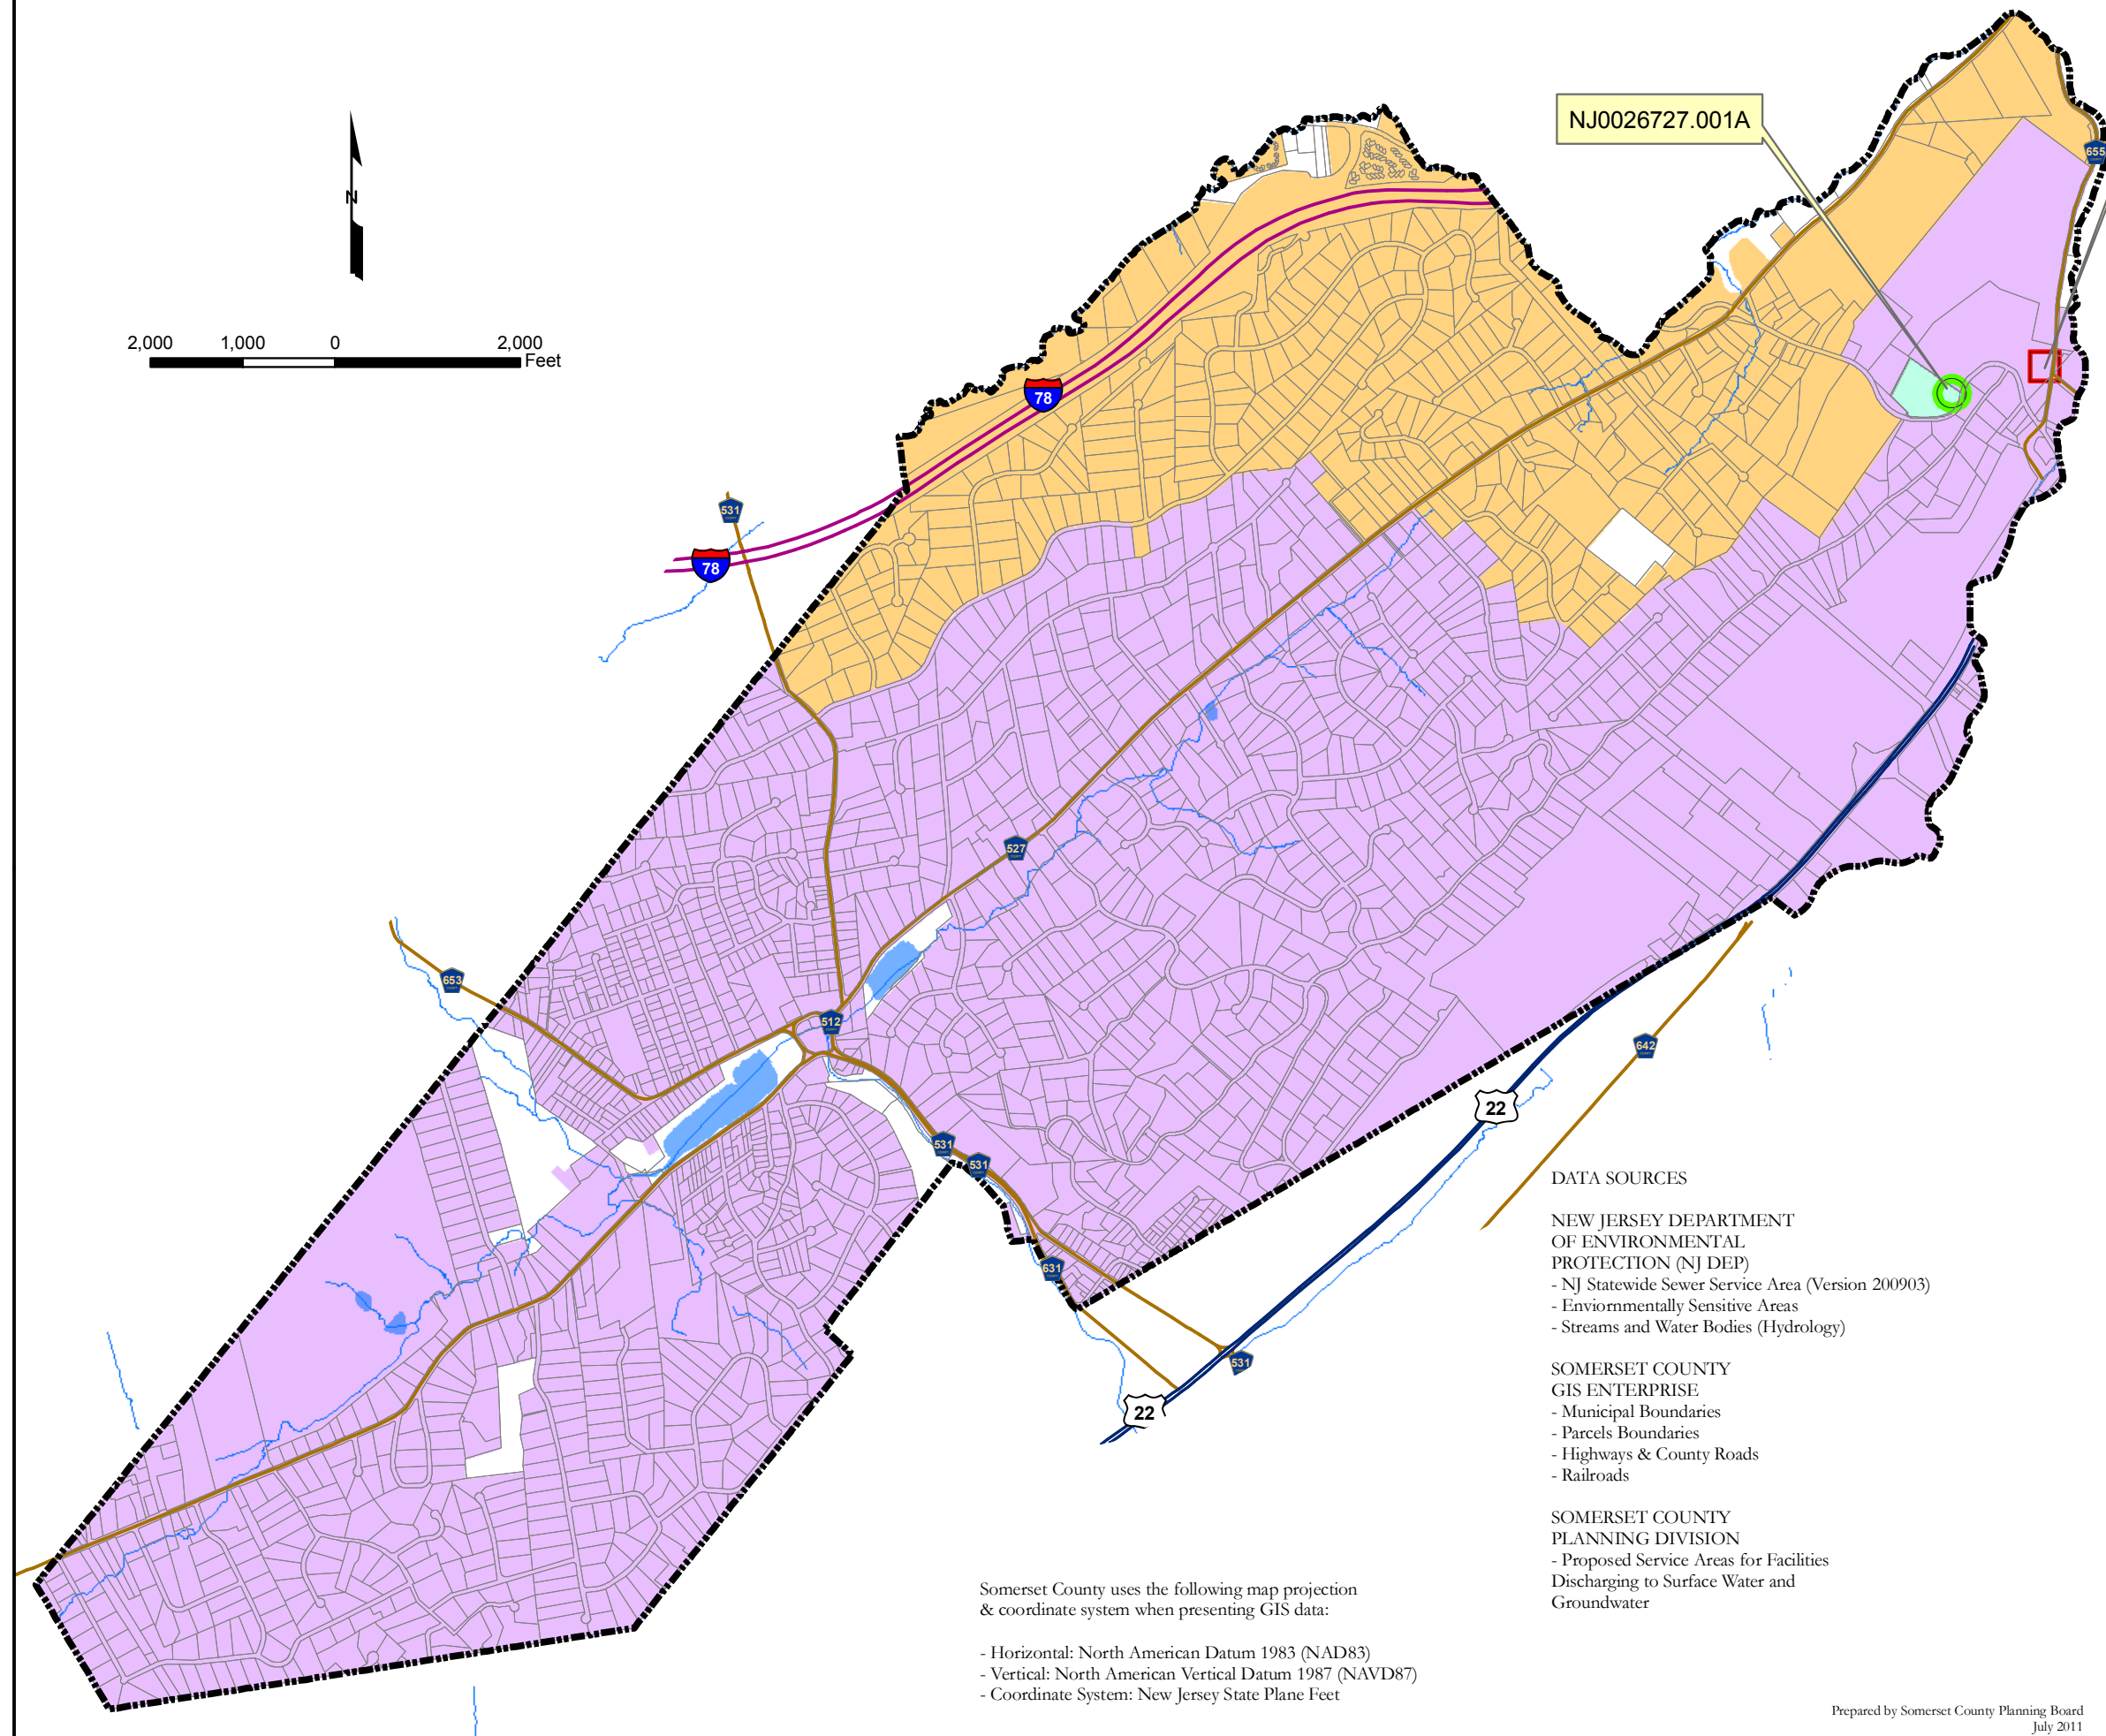 NJ0026727.001A
655
N
2,000 1,000 0 2,000
Feet
78
531
78
527
653
512
642
22
531
531
631
531
22
DATA SOURCES
NEW JERSEY DEPARTMENT
OF ENVIRONMENTAL
PROTECTION (NJ DEP)
- NJ Statewide Sewer Service Area (Version 200903)
- Enviornmentally Sensitive Areas
- Streams and Water Bodies (Hydrology)
SOMERSET COUNTY
GIS ENTERPRISE
- Municipal Boundaries
- Parcels Boundaries
- Highways & County Roads
- Railroads
SOMERSET COUNTY
PLANNING DIVISION
- Proposed Service Areas for Facilities
Discharging to Surface Water and
Groundwater
Somerset County uses the following map projection
& coordinate system when presenting GIS data:
- Horizontal: North American Datum 1983 (NAD83)
- Vertical: North American Vertical Datum 1987 (NAVD87)
- Coordinate System: New Jersey State Plane Feet
Prepared by Somerset County Planning Board
July 2011